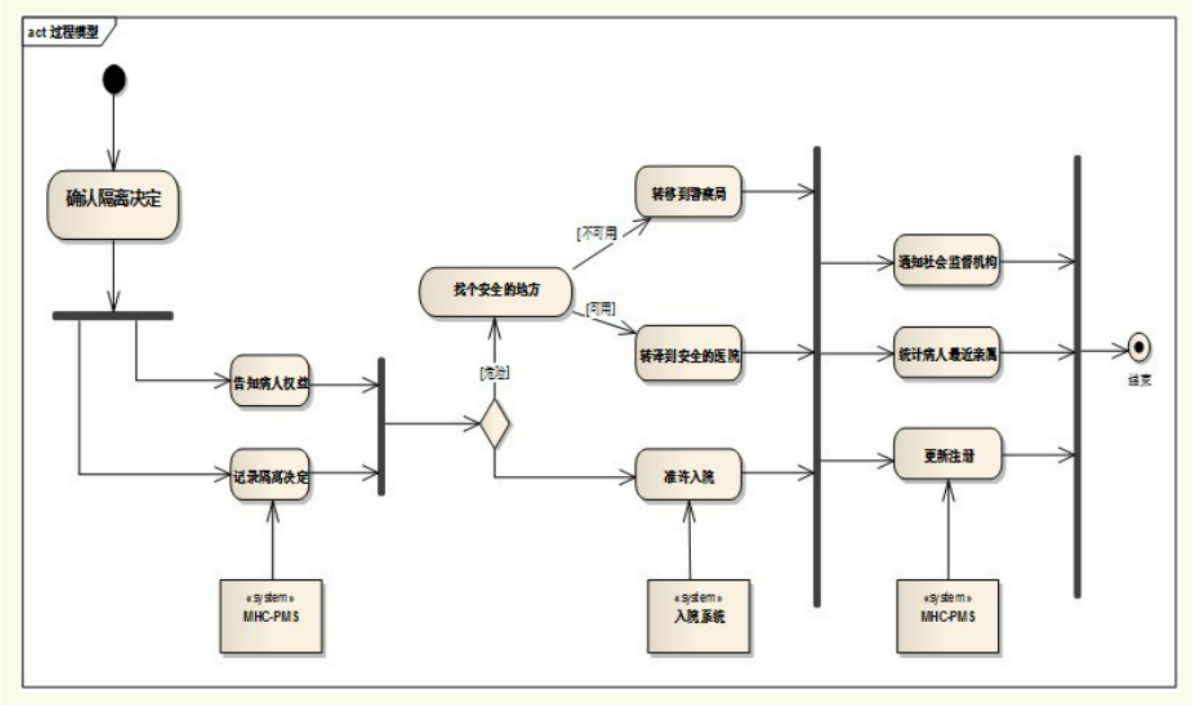 act 过程模型
确认隔离决定
告知病人权益
记录隔离决定
«system»
MHC-PMS
[危险]
找个安全的地方
[不可用]
[可用]
转移到警察局
转译到安全的医院
准许入院
«system»
入院系统
通知社会监督机构
统计病人最近亲属
更新注册
«system»
MHC-PMS
结束